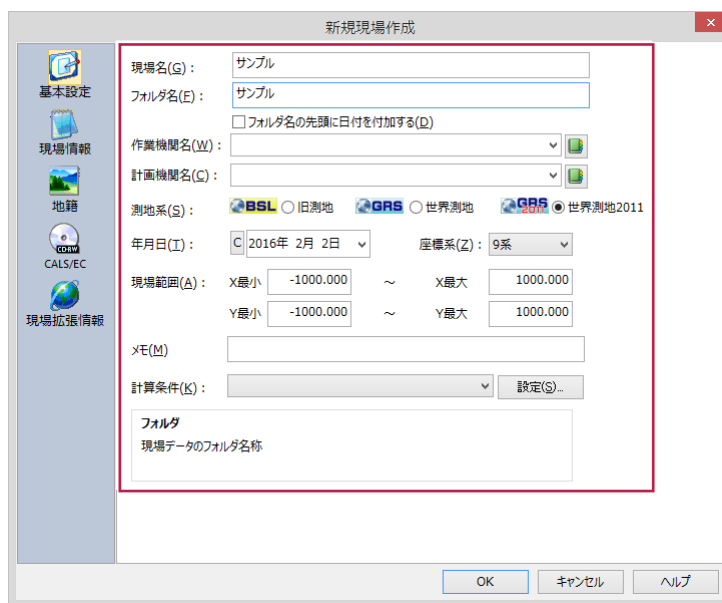 新規現場作成
基本設定
現場情報
地籍
CD-RW
CALS/EC
現場拡張情報
現場名(G)： サンプル
フォルダ名(F)： サンプル
フォルダ名の先頭に日付を付加する(D)
作業機関名(W)：
計画機関名(C)：
測地系(S)： BSL 旧測地 GRS 世界測地 GRS 2011 世界測地2011
年月日(T)： C 2016年 2月 2日 座標系(Z)： 9系
現場範囲(A)： X最小 -1000.000 ～ X最大 1000.000
Y最小 -1000.000 ～ Y最大 1000.000
メモ(M)
計算条件(K)： 設定(S)...
フォルダ
現場データのフォルダ名称
OK キャンセル ヘルプ